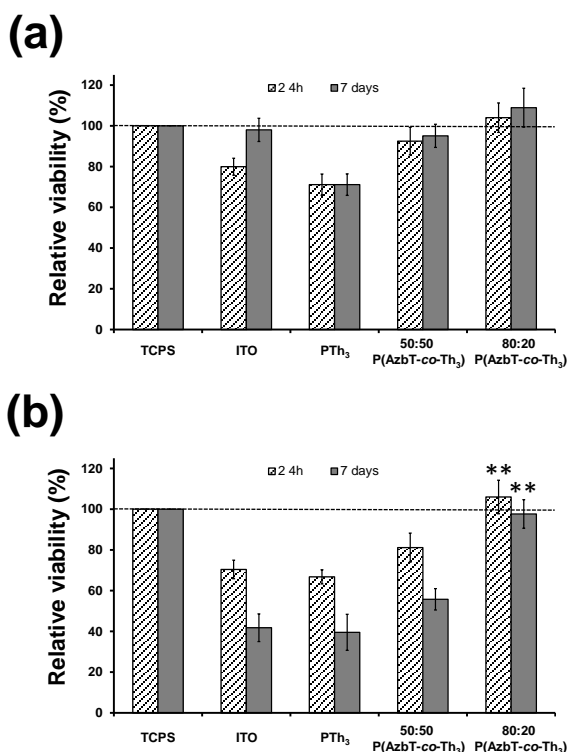 (a)
Relative viability (%)
120
100
80
60
40
20
0
2 4h 7 days
TCPS ITO PTh₃ 50:50 P(AzbT-co-Th₃) 80:20 P(AzbT-co-Th₃)
(b)
Relative viability (%)
120
100
80
60
40
20
0
2 4h 7 days
** **
TCPS ITO PTh₃ 50:50 P(AzbT-co-Th₃) 80:20 P(AzbT-co-Th₃)